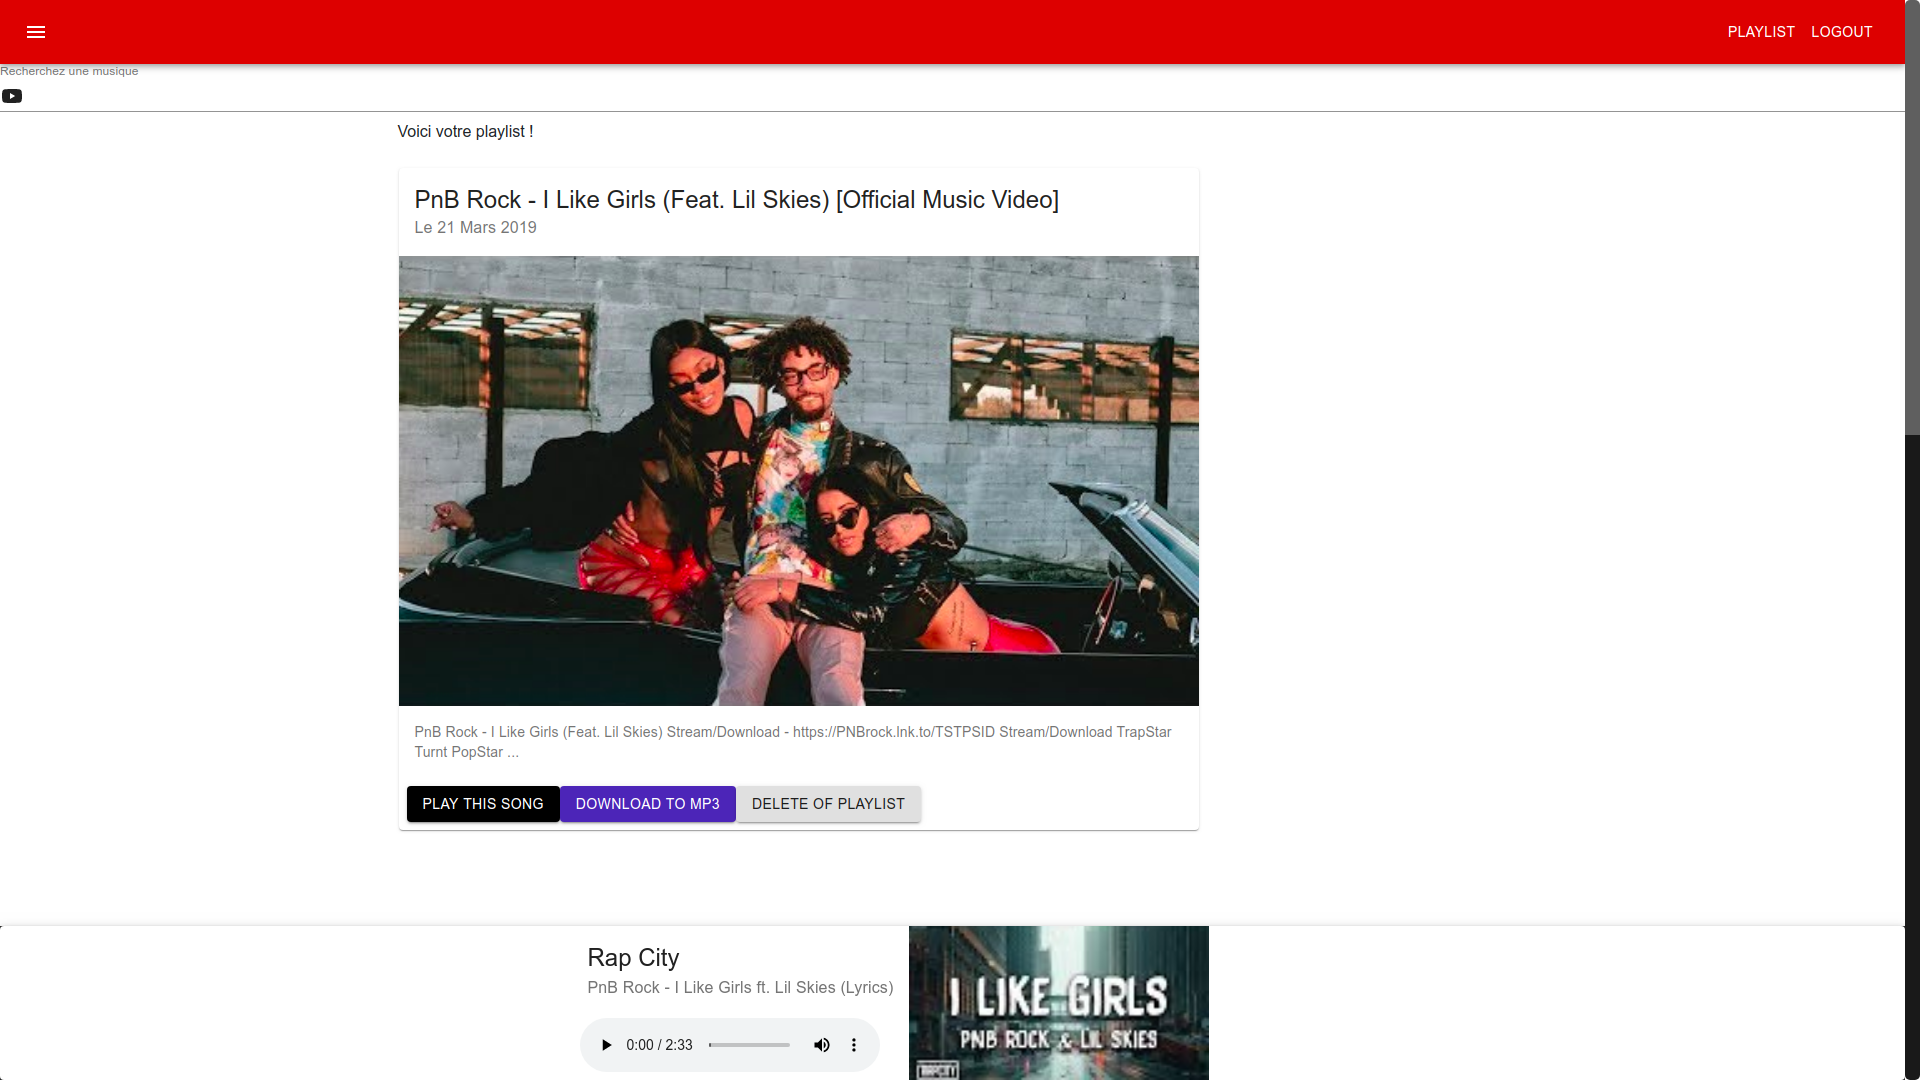 PLAYLIST LOGOUT
Recherchez une musique
Voici votre playlist !
PnB Rock - I Like Girls (Feat. Lil Skies) [Official Music Video]
Le 21 Mars 2019
PnB Rock - I Like Girls (Feat. Lil Skies) Stream/Download - https://PNBrock.lnk.to/TSTPSID Stream/Download TrapStar
Turnt PopStar ...
PLAY THIS SONG DOWNLOAD TO MP3 DELETE OF PLAYLIST
Rap City
PnB Rock - I Like Girls ft. Lil Skies (Lyrics)
0:00 / 2:33
I LIKE GIRLS
PNB ROCK & LIL SKIES
RAPCITY